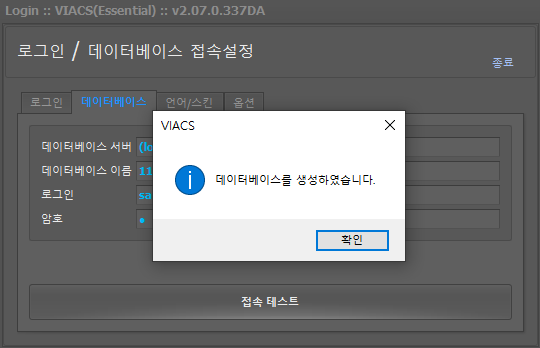 Login :: VIACS(Essential) :: v2.07.0.337DA
로그인 / 데이터베이스 접속설정
종료
로그인 데이터베이스 언어/스킨 옵션
VIACS
데이터베이스 서버
데이터베이스 이름
로그인
암호
데이터베이스를 생성하였습니다.
확인
접속 테스트